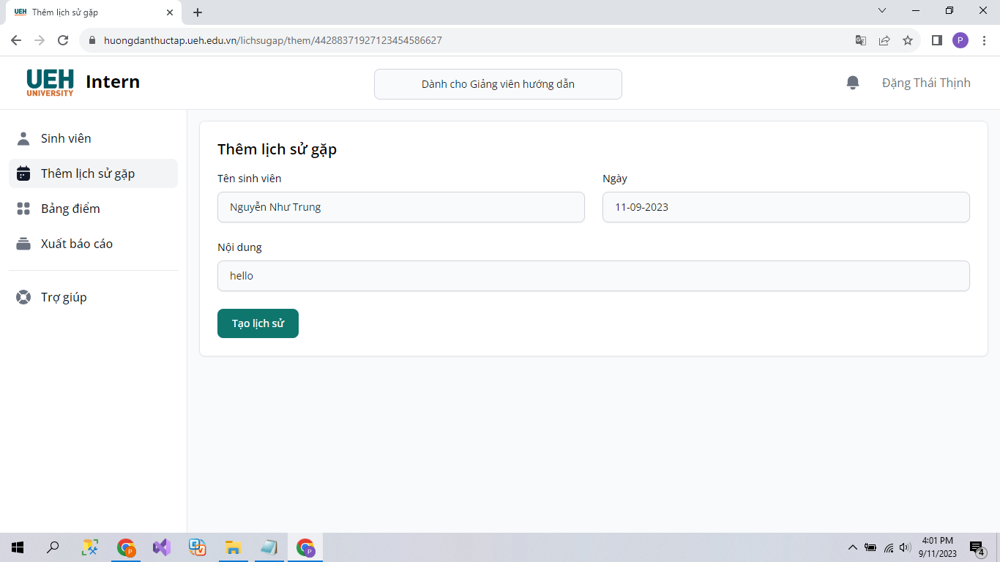 UEH Thêm lịch sử gặp
huongdanthuctap.ueh.edu.vn/lichsugap/them/44288371927123454586627
P
UEH
UNIVERSITY
Intern
Dành cho Giảng viên hướng dẫn
Đặng Thái Thịnh
Sinh viên
Thêm lịch sử gặp
Bảng điểm
Xuất báo cáo
Trợ giúp
Thêm lịch sử gặp
Tên sinh viên
Ngày
Nguyễn Như Trung
11-09-2023
Nội dung
hello
Tạo lịch sử
P
E
V
P
4:01 PM
9/11/2023
4